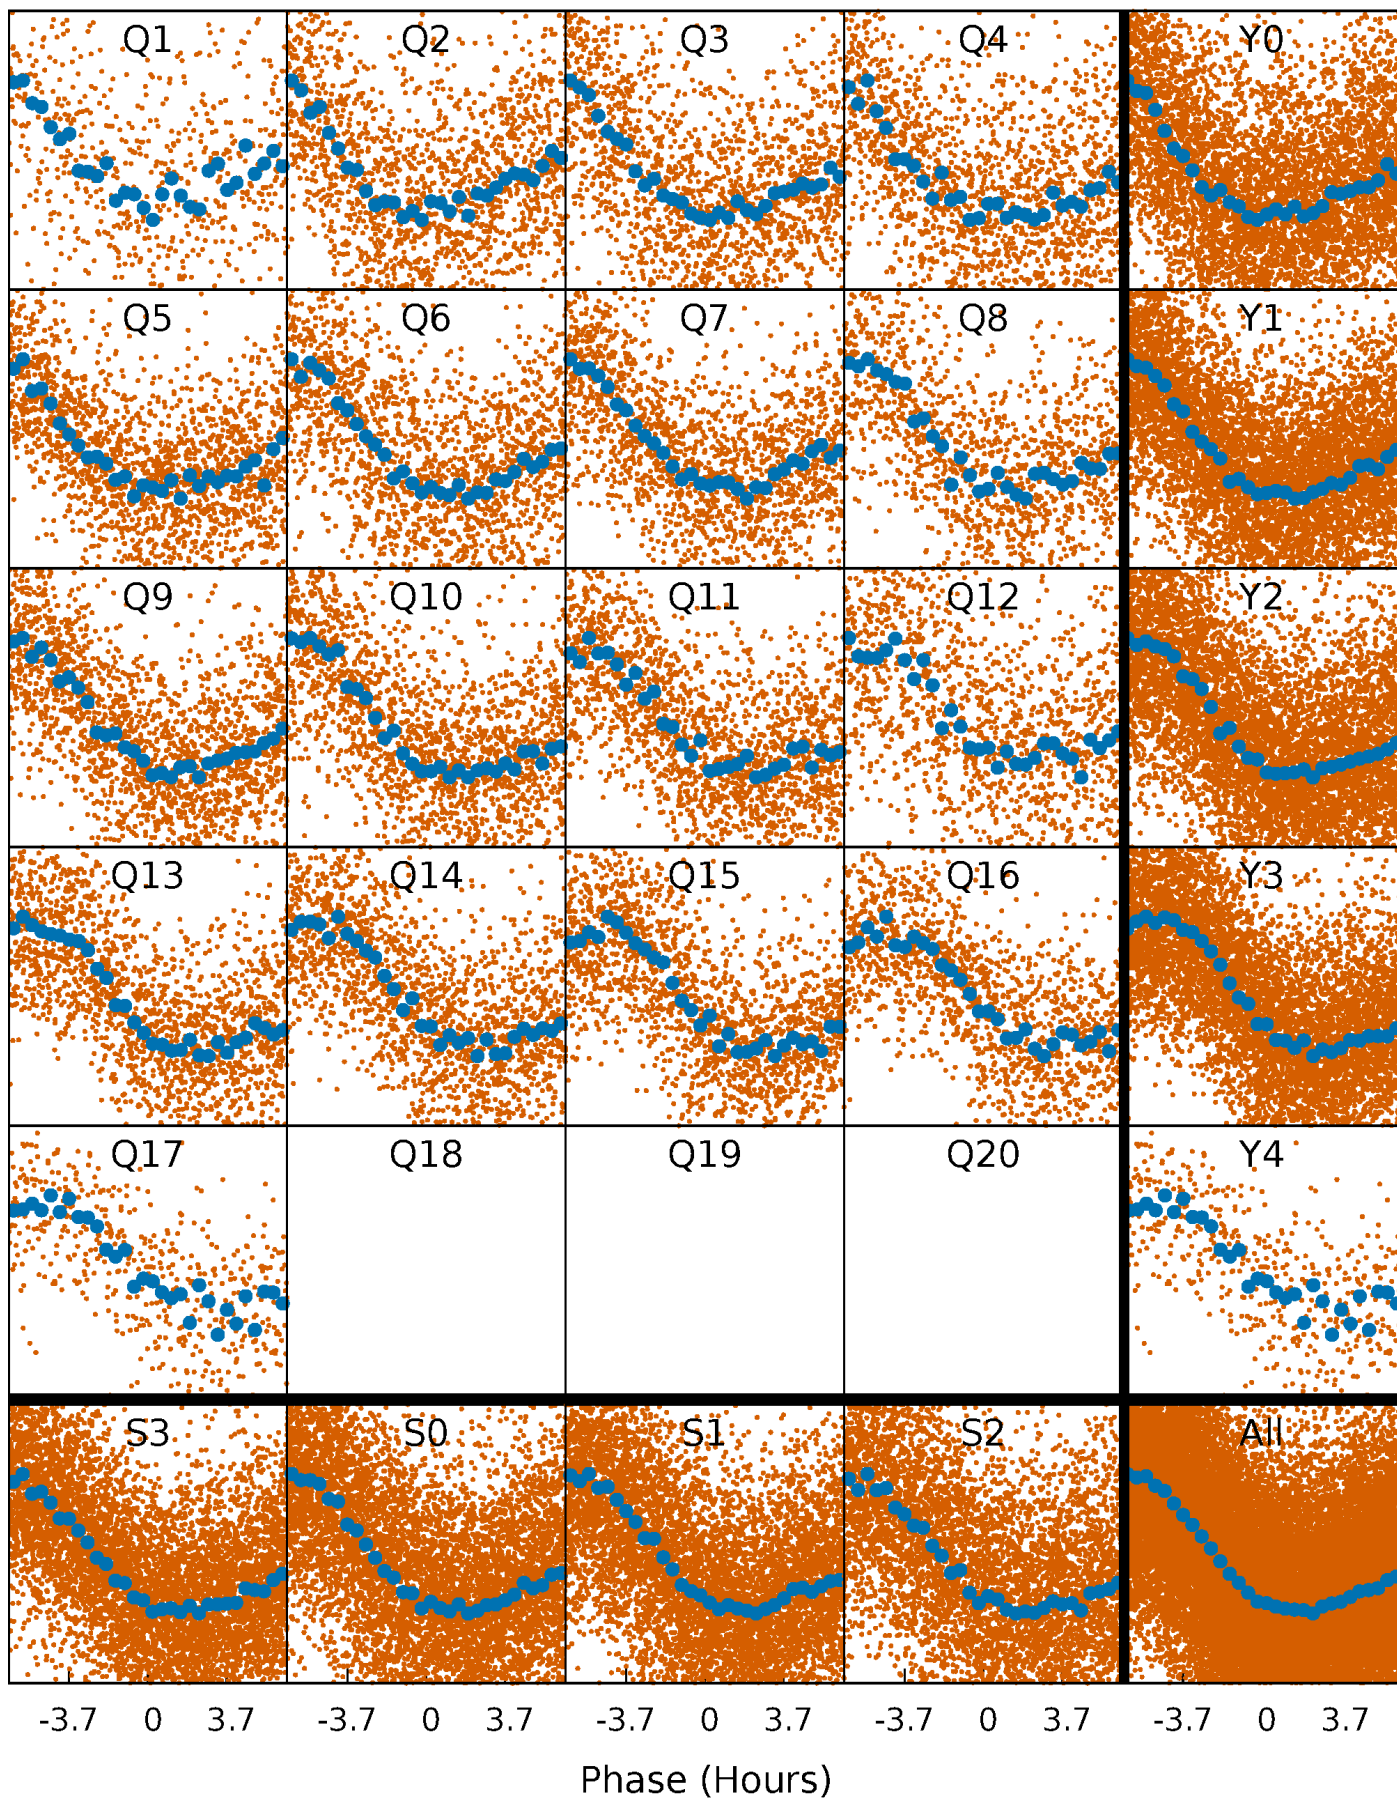 Q1 Q2 Q3 Q4 Y0
Q5 Q6 Q7 Q8 Y1
Q9 Q10 Q11 Q12 Y2
Q13 Q14 Q15 Q16 Y3
Q17 Q18 Q19 Q20 Y4
S3 S0 S1 S2 All
-3.7 0 3.7 -3.7 0 3.7 -3.7 0 3.7 -3.7 0 3.7 -3.7 0 3.7
Phase (Hours)